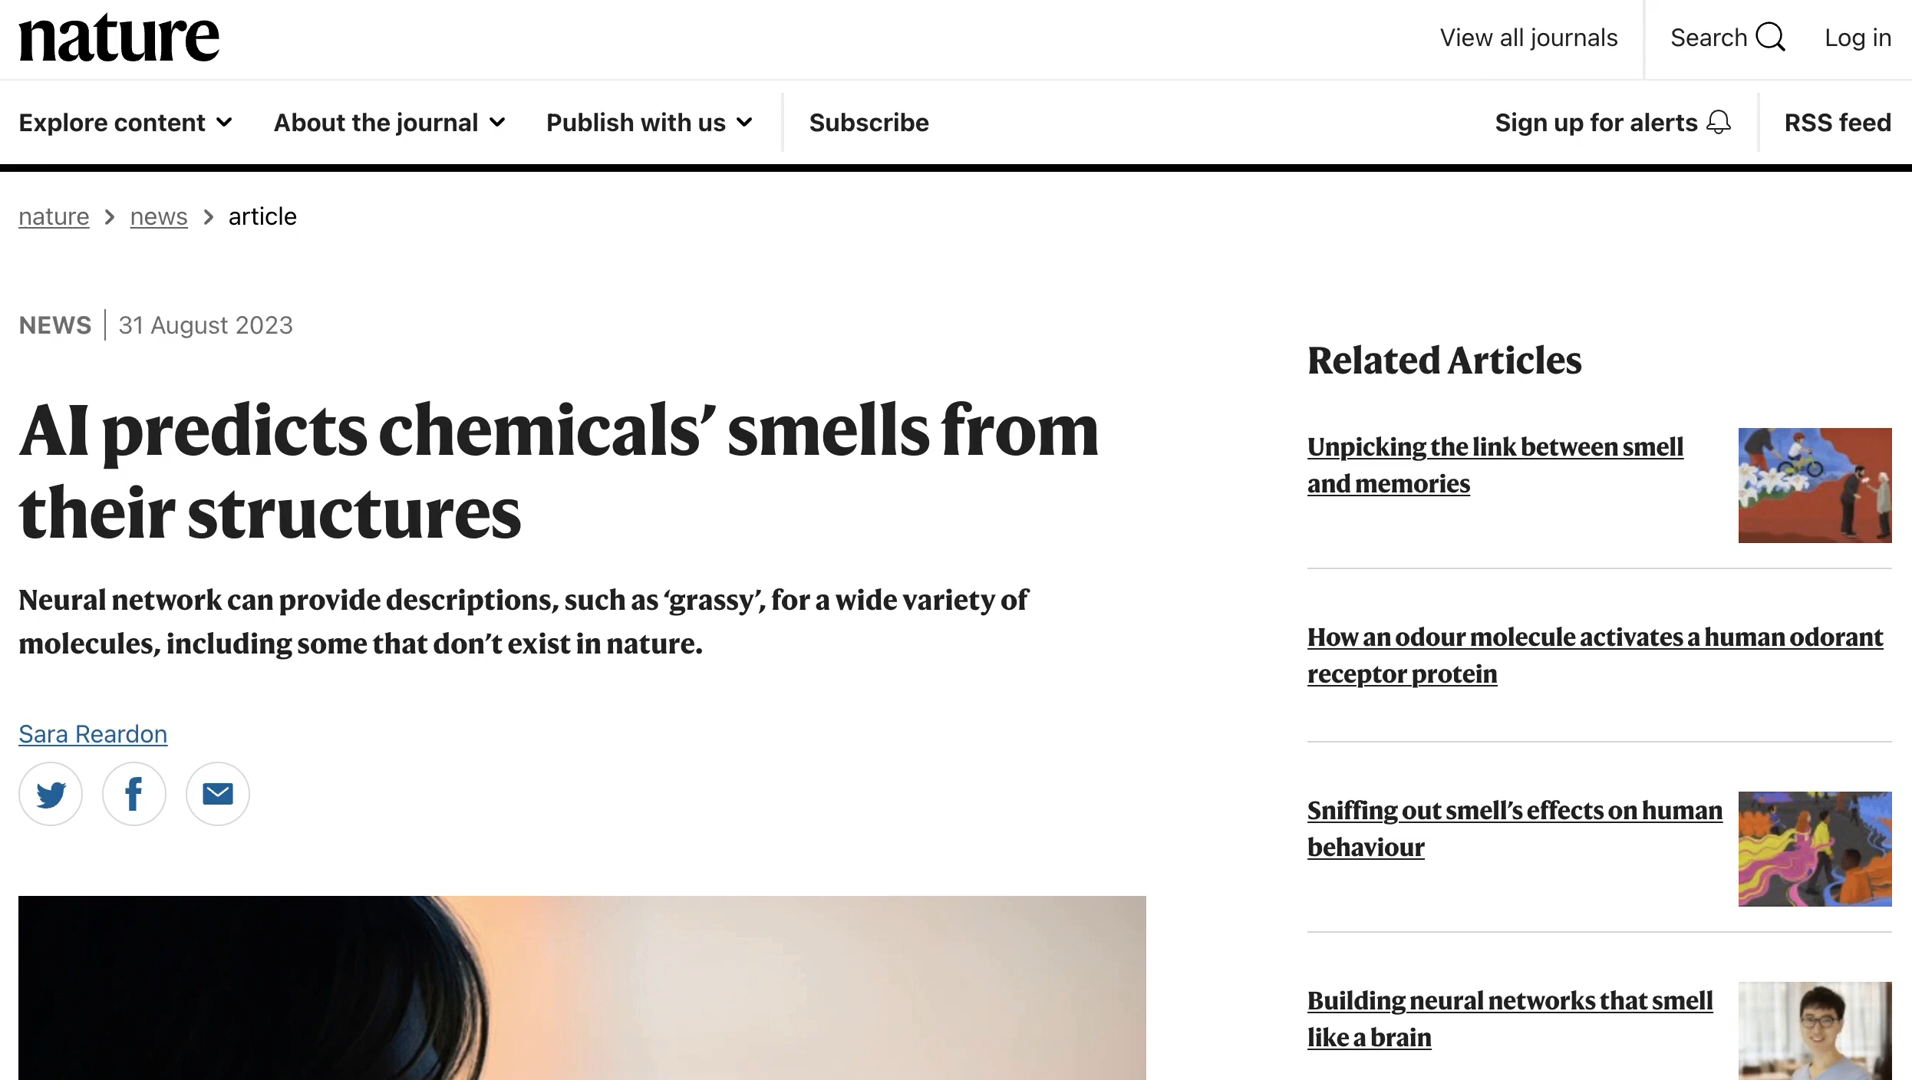 nature
View all journals
Search
Log in
Explore content
About the journal
Publish with us
Subscribe
Sign up for alerts
RSS feed
nature > news > article
NEWS | 31 August 2023
AI predicts chemicals’ smells from
their structures
Neural network can provide descriptions, such as ‘grassy’, for a wide variety of
molecules, including some that don’t exist in nature.
Sara Reardon
Related Articles
Unpicking the link between smell
and memories
How an odour molecule activates a human odorant
receptor protein
Sniffing out smell’s effects on human
behaviour
Building neural networks that smell
like a brain